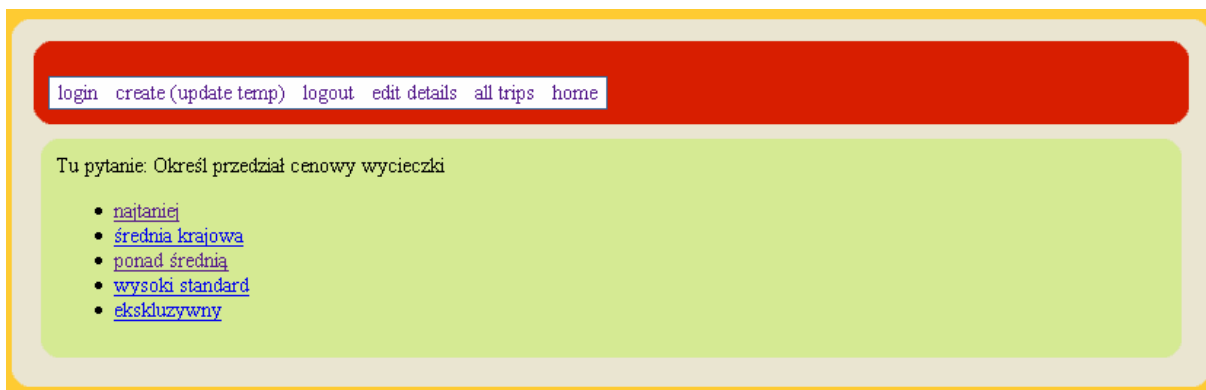 login create (update temp) logout edit details all trips home
Tu pytanie: Określ przedział cenowy wycieczki
najtaniej
średnia krajowa
ponad średnią
wysoki standard
ekskluzywny